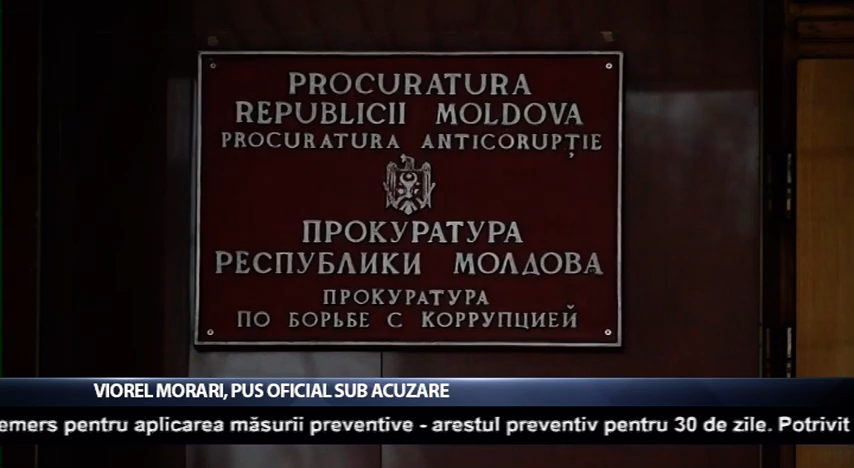 PROCURATURA
REPUBLICII MOLDOVA
PROCURATURA ANTICORUPȚIE
ПРОКУРАТУРА
РЕСПУБЛИКИ МОЛДОВА
ПРОКУРАТУРА
ПО БОРЬБЕ С КОРРУПЦИЕЙ
VIOREL MORARI, PUS OFICIAL SUB ACUZARE
emers pentru aplicarea măsurii preventive - arestul preventiv pentru 30 de zile. Potrivit